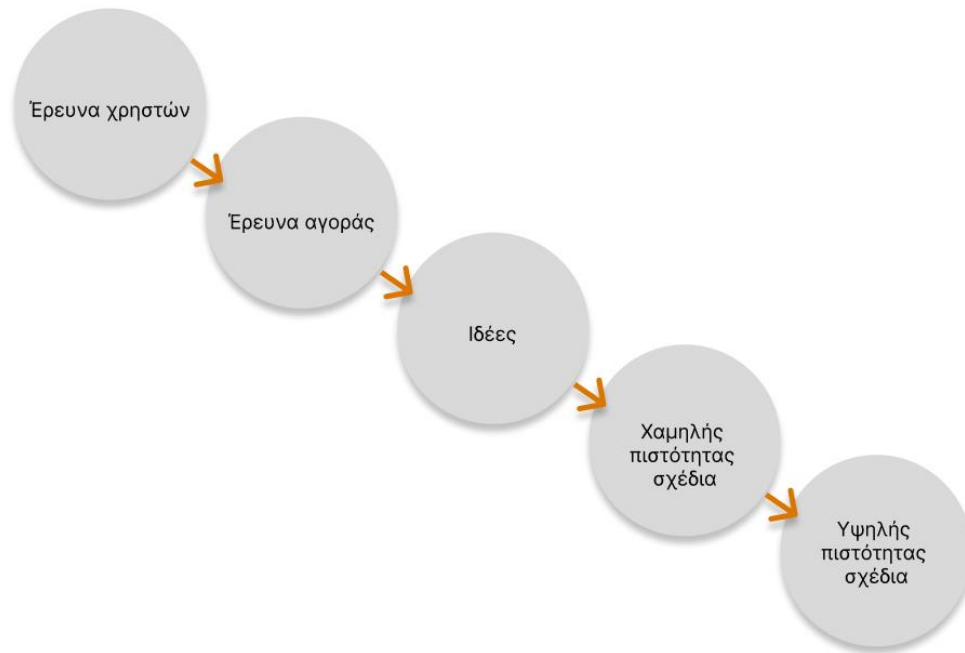 Έρευνα χρηστών
Έρευνα αγοράς
Ιδέες
Χαμηλής
πιστότητας
σχέδια
Υψηλής
πιστότητας
σχέδια